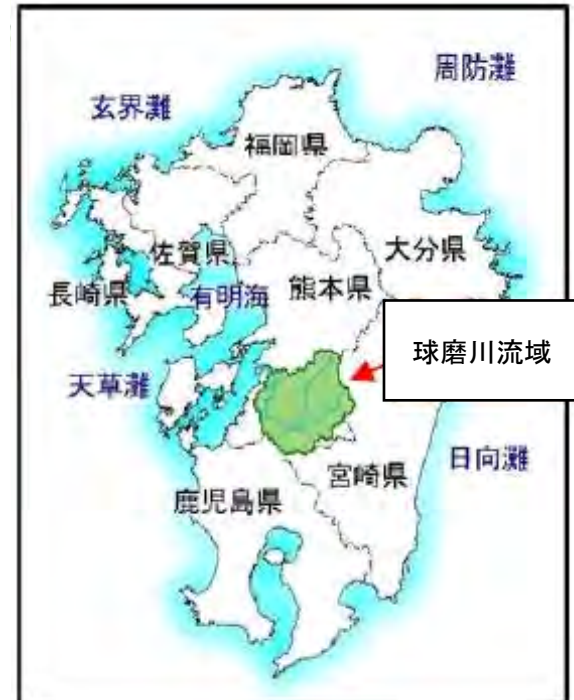 周防灘
玄界灘
福岡県
大分県
佐賀県
長崎県
有明海
熊本県
球磨川流域
天草灘
日向灘
宮崎県
鹿児島県